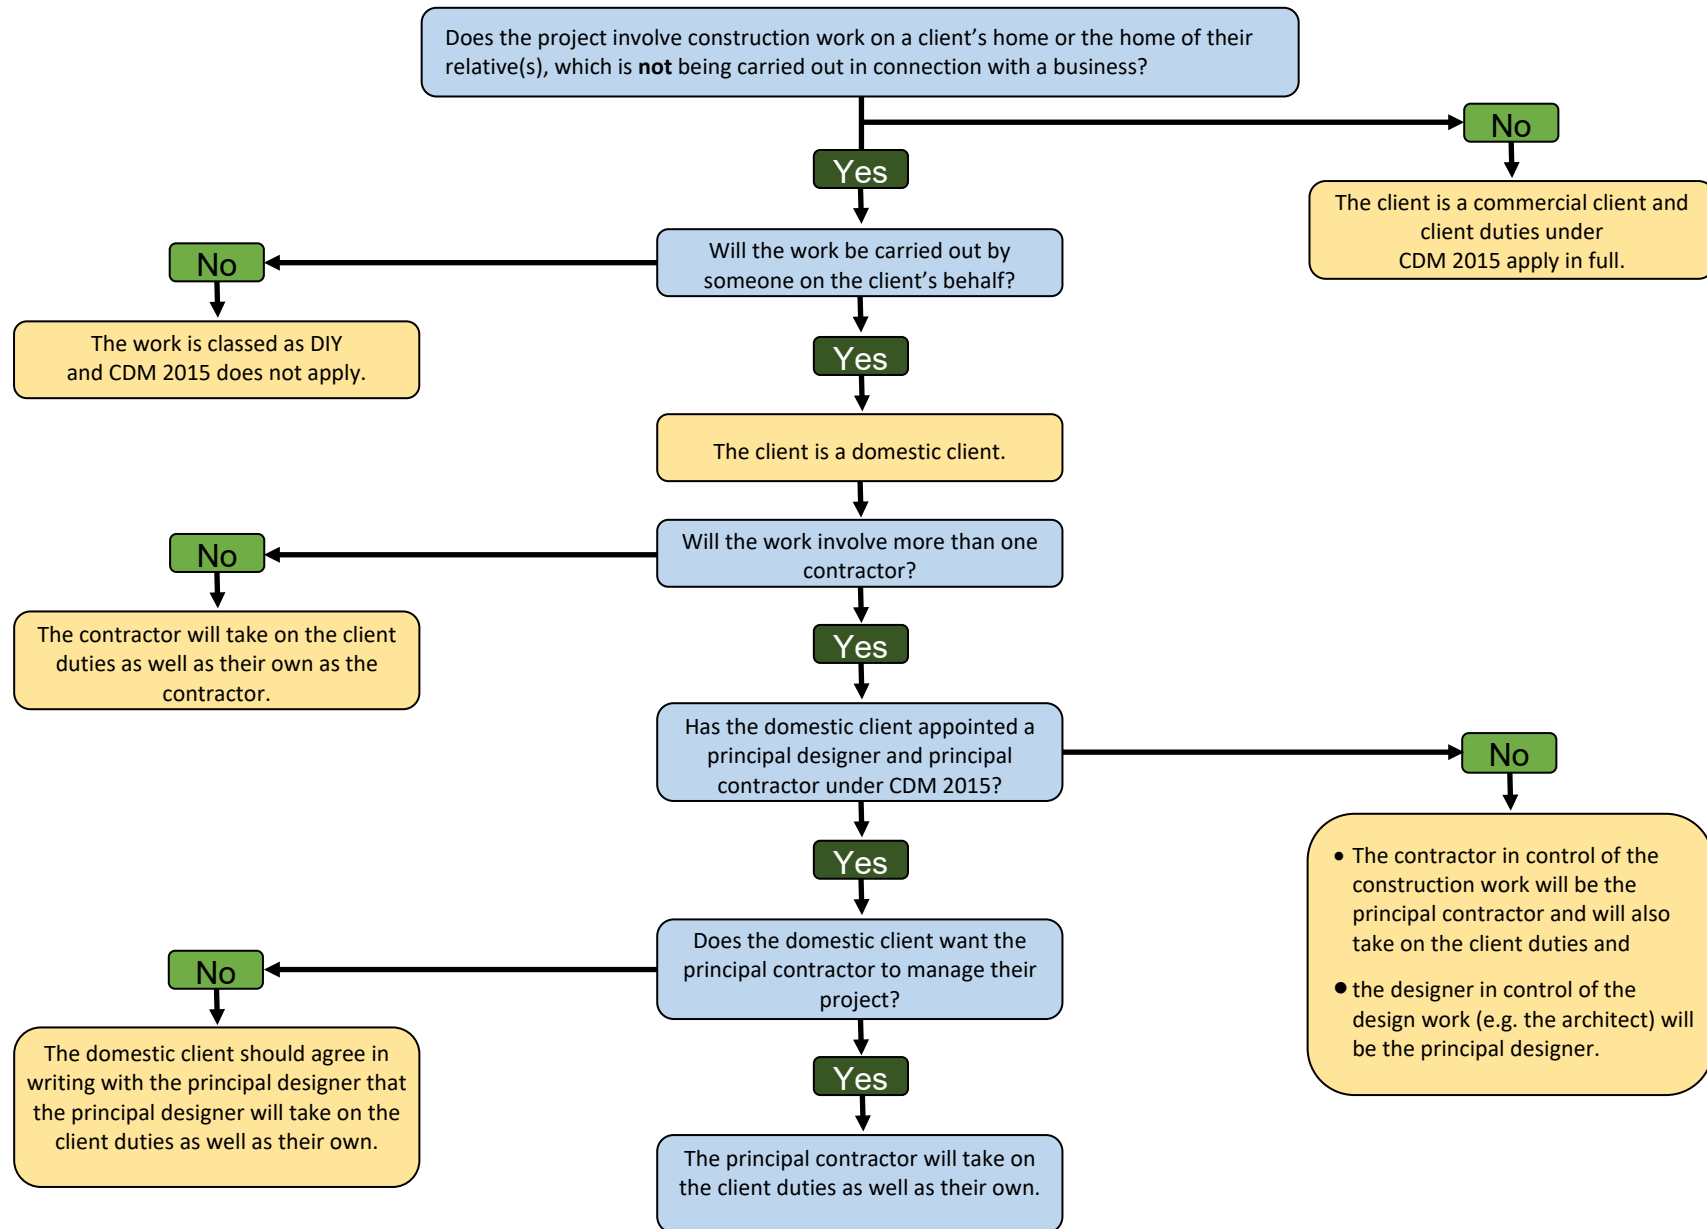 Does the project involve construction work on a client’s home or the home of their
relative(s), which is not being carried out in connection with a business?
No
Yes
The client is a commercial client and
client duties under
CDM 2015 apply in full.
Will the work be carried out by
someone on the client’s behalf?
No
The work is classed as DIY
and CDM 2015 does not apply.
Yes
The client is a domestic client.
Will the work involve more than one
contractor?
No
The contractor will take on the client
duties as well as their own as the
contractor.
Yes
Has the domestic client appointed a
principal designer and principal
contractor under CDM 2015?
No
• The contractor in control of the
construction work will be the
principal contractor and will also
take on the client duties and
• the designer in control of the
design work (e.g. the architect) will
be the principal designer.
Yes
Does the domestic client want the
principal contractor to manage their
project?
No
The domestic client should agree in
writing with the principal designer that
the principal designer will take on the
client duties as well as their own.
Yes
The principal contractor will take on
the client duties as well as their own.